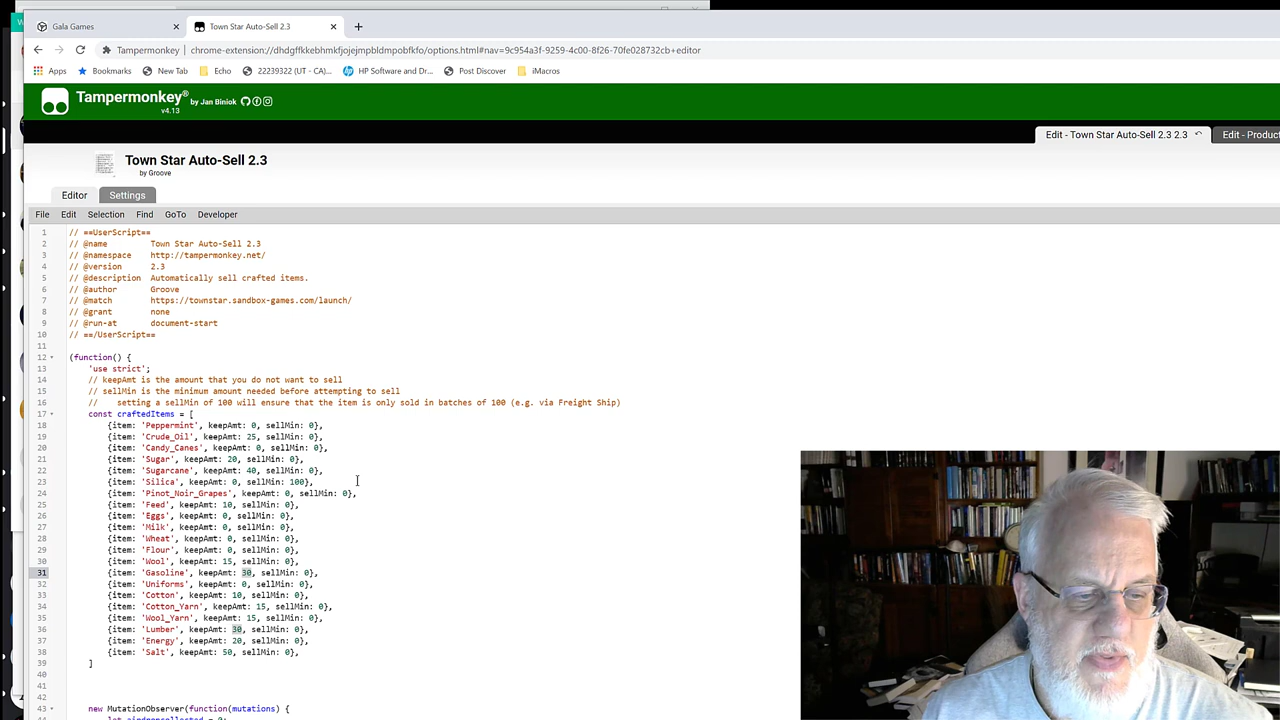 Gala Games
Town Star Auto-Sell 2.3
Tampermonkey | chrome-extension://dhdgffkkebhmkfjojejmpbldmpobfkfo/options.html#nav=9c954a3f-9259-4c00-8f26-70fe028732cb+editor
Apps Bookmarks New Tab Echo 22239322 (UT - CA)... HP Software and Dr... Post Discover iMacros
Tampermonkey® by Jan Biniok
v4.13
Edit - Town Star Auto-Sell 2.3 2.3 Edit - Product
Town Star Auto-Sell 2.3
by Groove
Editor Settings
File Edit Selection Find GoTo Developer
1 // ==UserScript==
2 // @name Town Star Auto-Sell 2.3
3 // @namespace http://tampermonkey.net/
4 // @version 2.3
5 // @description Automatically sell crafted items.
6 // @author Groove
7 // @match https://townstar.sandbox-games.com/launch/
8 // @grant none
9 // @run-at document-start
10 // ==/UserScript==
11
12 (function() {
13 'use strict';
14 // keepAmt is the amount that you do not want to sell
15 // sellMin is the minimum amount needed before attempting to sell
16 // setting a sellMin of 100 will ensure that the item is only sold in batches of 100 (e.g. via Freight Ship)
17 const craftedItems = [
18 {item: 'Peppermint', keepAmt: 0, sellMin: 0},
19 {item: 'Crude_Oil', keepAmt: 25, sellMin: 0},
20 {item: 'Candy_Canes', keepAmt: 0, sellMin: 0},
21 {item: 'Sugar', keepAmt: 20, sellMin: 0},
22 {item: 'Sugarcane', keepAmt: 40, sellMin: 0},
23 {item: 'Silica', keepAmt: 0, sellMin: 100},
24 {item: 'Pinot_Noir_Grapes', keepAmt: 0, sellMin: 0},
25 {item: 'Feed', keepAmt: 10, sellMin: 0},
26 {item: 'Eggs', keepAmt: 0, sellMin: 0},
27 {item: 'Milk', keepAmt: 0, sellMin: 0},
28 {item: 'Wheat', keepAmt: 0, sellMin: 0},
29 {item: 'Flour', keepAmt: 0, sellMin: 0},
30 {item: 'Wool', keepAmt: 15, sellMin: 0},
31 {item: 'Gasoline', keepAmt: 30, sellMin: 0},
32 {item: 'Uniforms', keepAmt: 0, sellMin: 0},
33 {item: 'Cotton', keepAmt: 10, sellMin: 0},
34 {item: 'Cotton_Yarn', keepAmt: 15, sellMin: 0},
35 {item: 'Wool_Yarn', keepAmt: 15, sellMin: 0},
36 {item: 'Lumber', keepAmt: 30, sellMin: 0},
37 {item: 'Energy', keepAmt: 20, sellMin: 0},
38 {item: 'Salt', keepAmt: 50, sellMin: 0},
39 ]
40
41
42
43 new MutationObserver(function(mutations) {
let airdropcollected = 0;